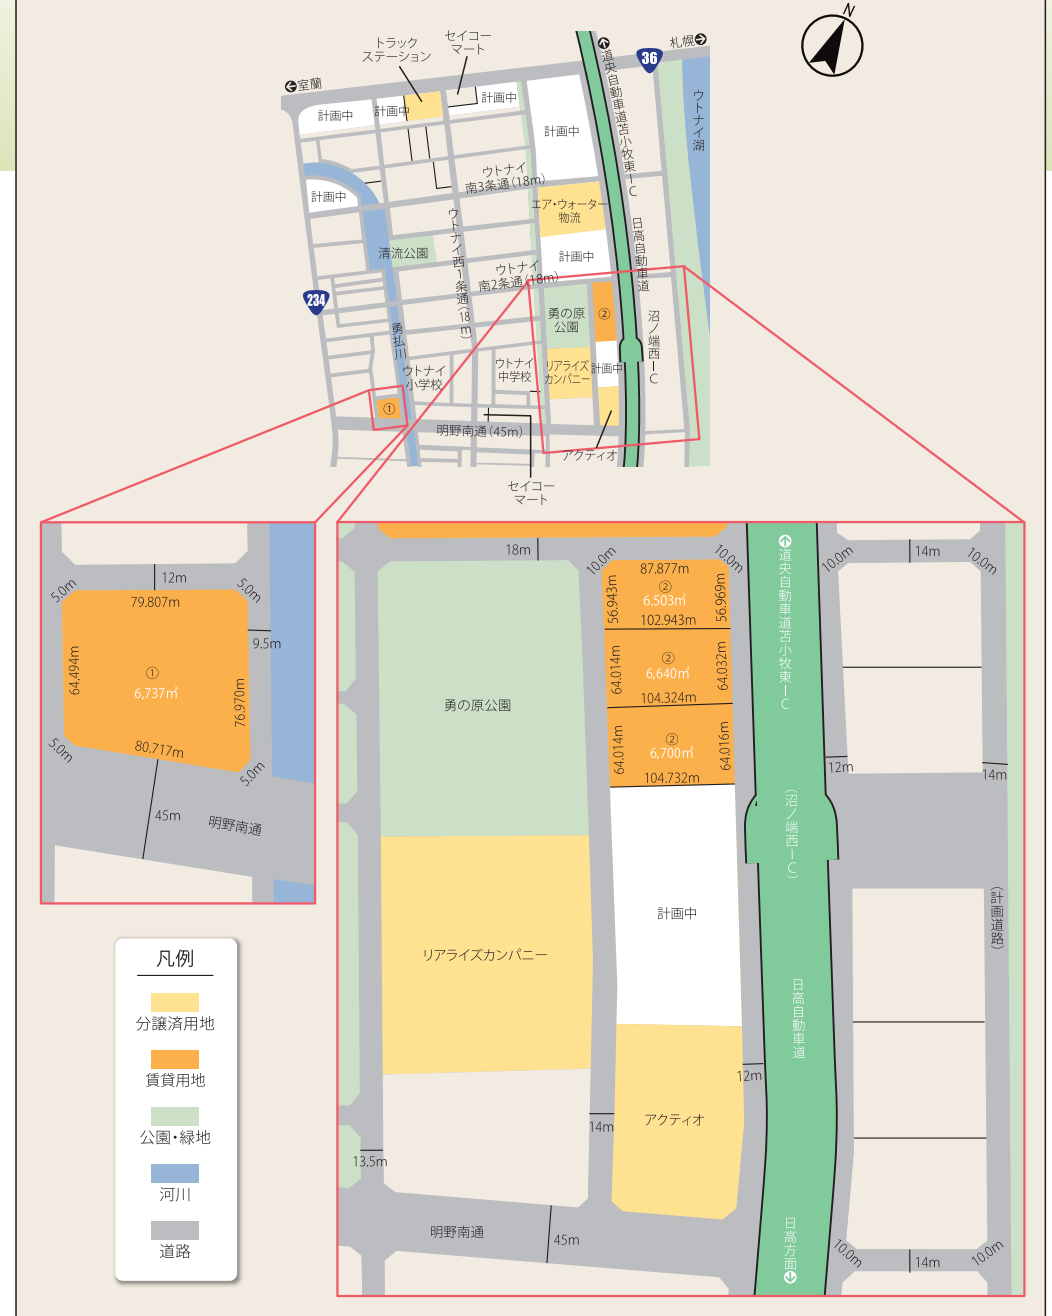 N
トラック
ステーション
セイコー
マート
札幌
36
室蘭
計画中
計画中
計画中
計画中
道央自動車道苫小牧東IC
ウトナイ湖
ウトナイ
南3条通(18m)
計画中
エア・ウォーター
物流
ウトナイ西1条通(18m)
日高自動車道
清流公園
計画中
ウトナイ
南2条通(18m)
234
勇払川
勇の原
公園
②
沼ノ端西IC
ウトナイ
小学校
ウトナイ
中学校
リアライズ
カンパニー
計画中
①
明野南通(45m)
アクティオ
セイコー
マート
12m
5.0m
5.0m
79.807m
9.5m
64.494m
①
6,737㎡
76.970m
5.0m
80.717m
5.0m
45m
明野南通
18m
10.0m
10.0m
87.877m
②
6.503㎡
56.943m
56.969m
102.943m
②
6,640㎡
64.014m
64.032m
104.324m
②
6,700㎡
64.014m
64.016m
104.732m
勇の原公園
道央自動車道苫小牧東IC
10.0m
14m
10.0m
12m
14m
(沼ノ端西IC)
計画中
(計画道路)
リアライズカンパニー
日高自動車道
12m
アクティオ
14m
13.5m
明野南通
45m
日高方面
10.0m
14m
10.0m
凡例
分譲済用地
賃貸用地
公園・緑地
河川
道路